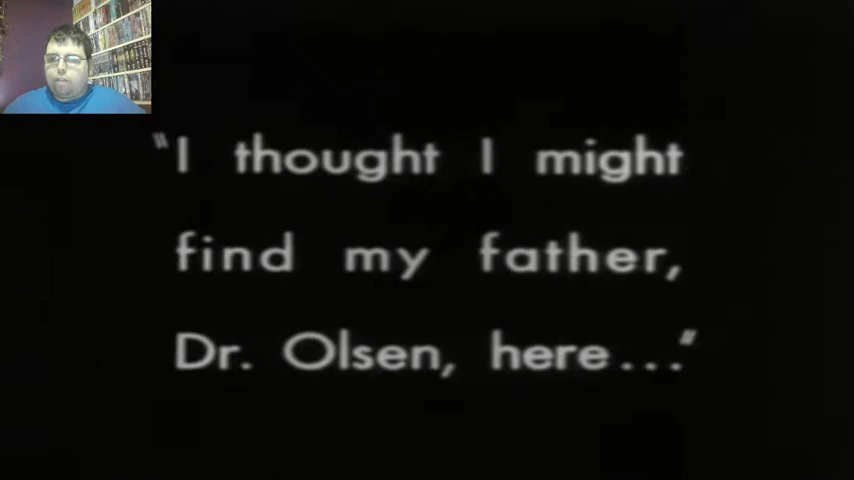 "I thought I might
find my father,
Dr. Olsen, here..."